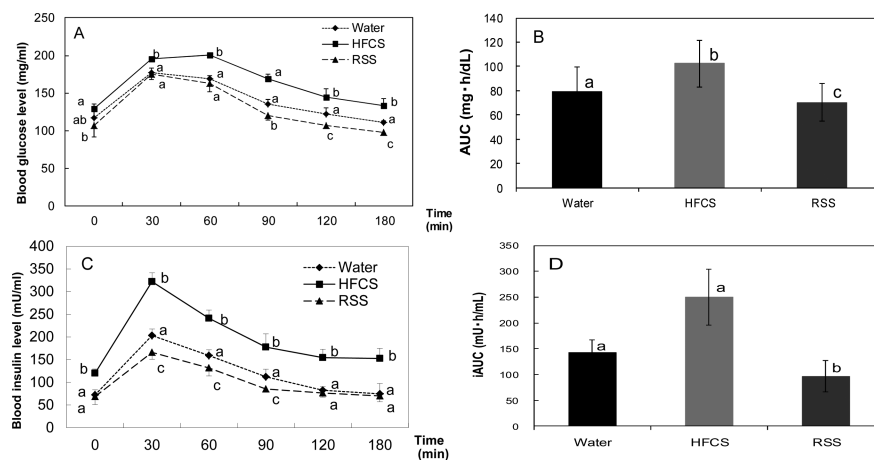 A
Blood glucose level (mg/ml)
250
200
150
100
50
0
Water
HFCS
RSS
a
ab
b
b
a
a
b
a
a
a
a
b
b
a
c
b
a
c
0 30 60 90 120 180
Time
(min)
B
AUC (mg・h/dL)
140
120
100
80
60
40
20
0
a
b
c
Water HFCS RSS
C
Blood insulin level (mU/ml)
400
350
300
250
200
150
100
50
0
Water
HFCS
RSS
b
a
a
b
a
c
b
a
c
b
a
c
b
a
a
b
a
a
0 30 60 90 120 180
Time
(min)
D
iAUC (mU・h/mL)
350
300
250
200
150
100
50
0
a
a
b
Water HFCS RSS